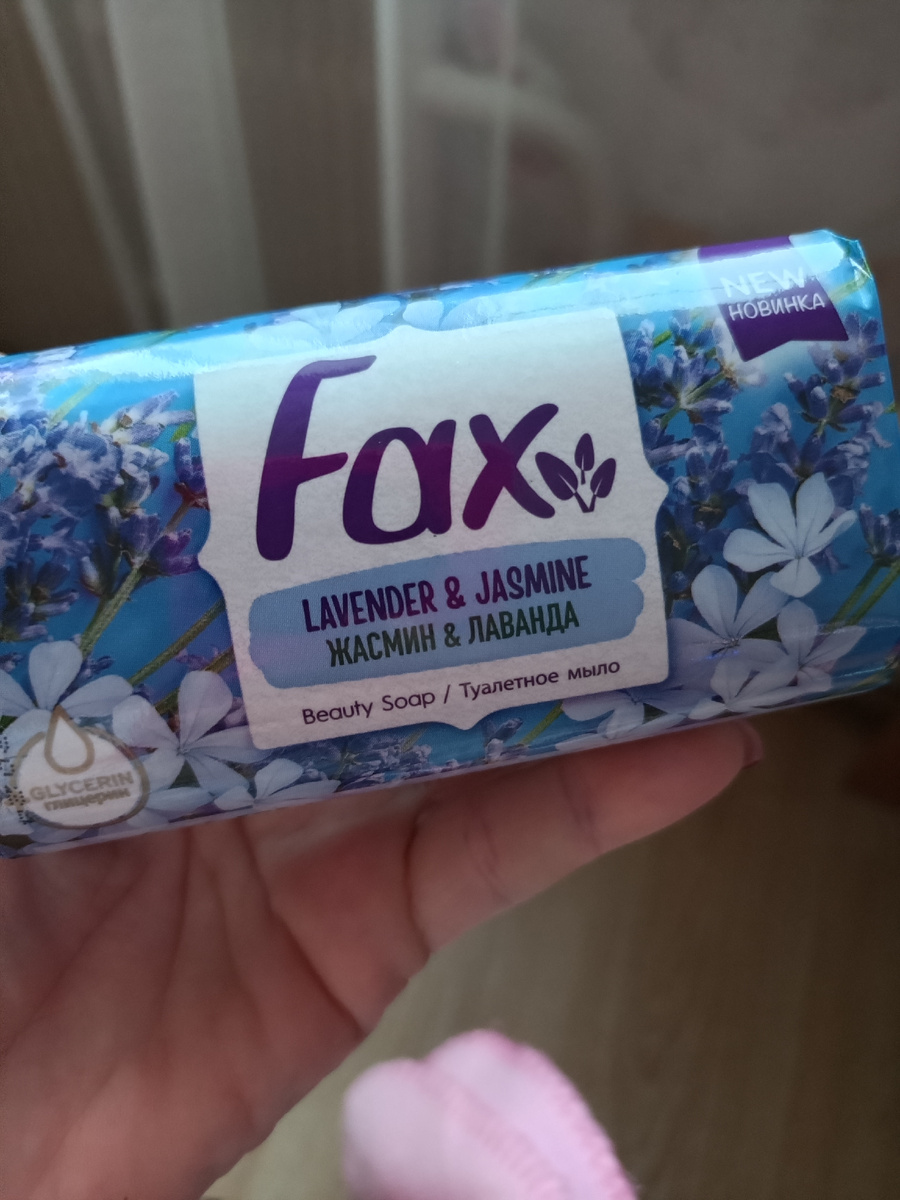 NEW
НОВИНКА
Fax
LAVENDER & JASMINE
ЖАСМИН & ЛАВАНДА
Beauty Soap / Туалетное мыло
GLYCERIN
глицерин